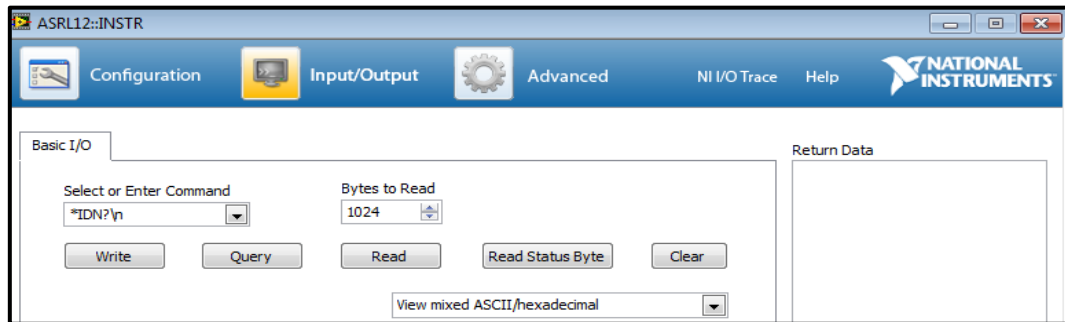 ASRL12::INSTR
Configuration
Input/Output
Advanced
NI I/O Trace
Help
NATIONAL
INSTRUMENTS
Basic I/O
Select or Enter Command
*IDN?\n
Bytes to Read
1024
Write
Query
Read
Read Status Byte
Clear
View mixed ASCII/hexadecimal
Return Data